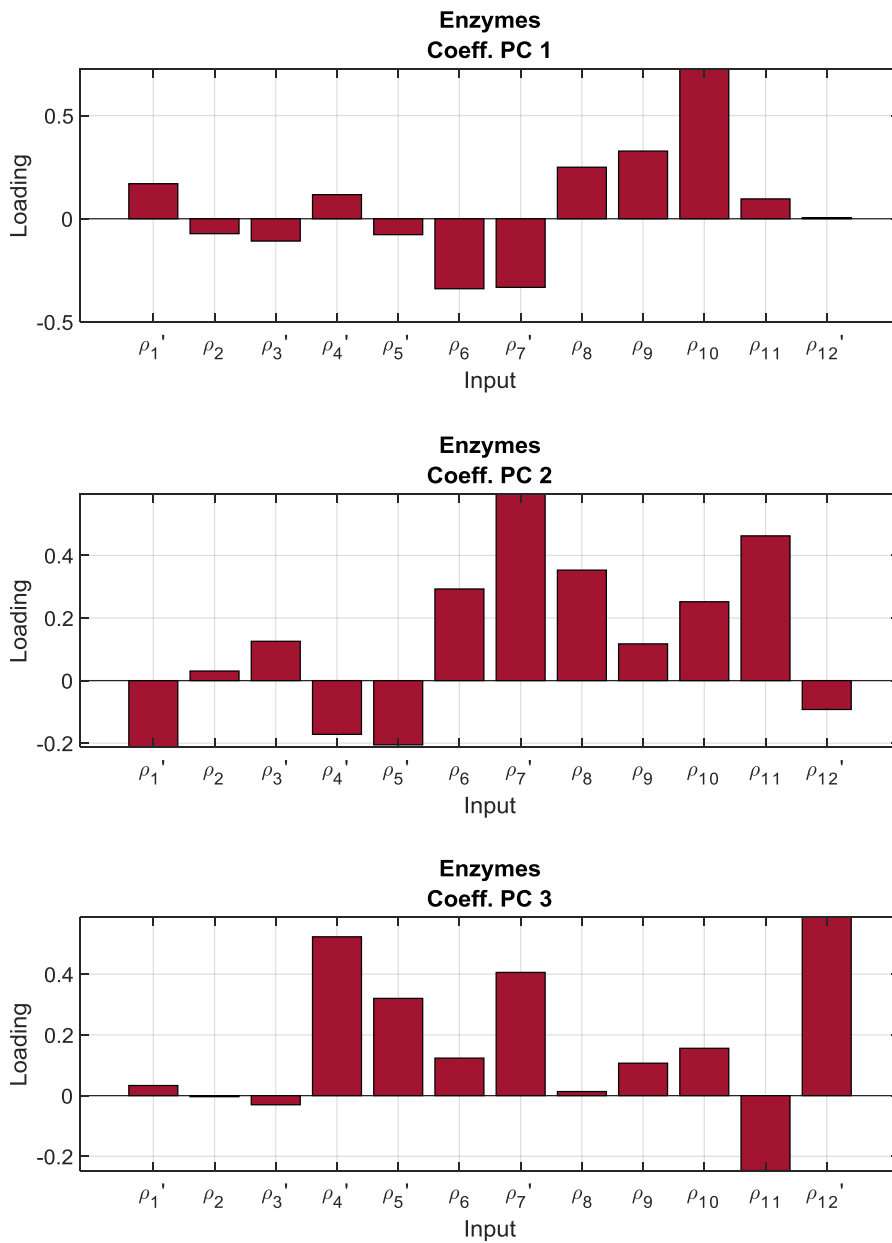 Enzymes
Coeff. PC 1
0.5
0
-0.5
Loading
ρ₁' ρ₂ ρ₃' ρ₄' ρ₅' ρ₆ ρ₇' ρ₈ ρ₉ ρ₁₀ ρ₁₁ ρ₁₂'
Input
Enzymes
Coeff. PC 2
0.4
0.2
0
-0.2
Loading
ρ₁' ρ₂ ρ₃' ρ₄' ρ₅' ρ₆ ρ₇' ρ₈ ρ₉ ρ₁₀ ρ₁₁ ρ₁₂'
Input
Enzymes
Coeff. PC 3
0.4
0.2
0
-0.2
Loading
ρ₁' ρ₂ ρ₃' ρ₄' ρ₅' ρ₆ ρ₇' ρ₈ ρ₉ ρ₁₀ ρ₁₁ ρ₁₂'
Input